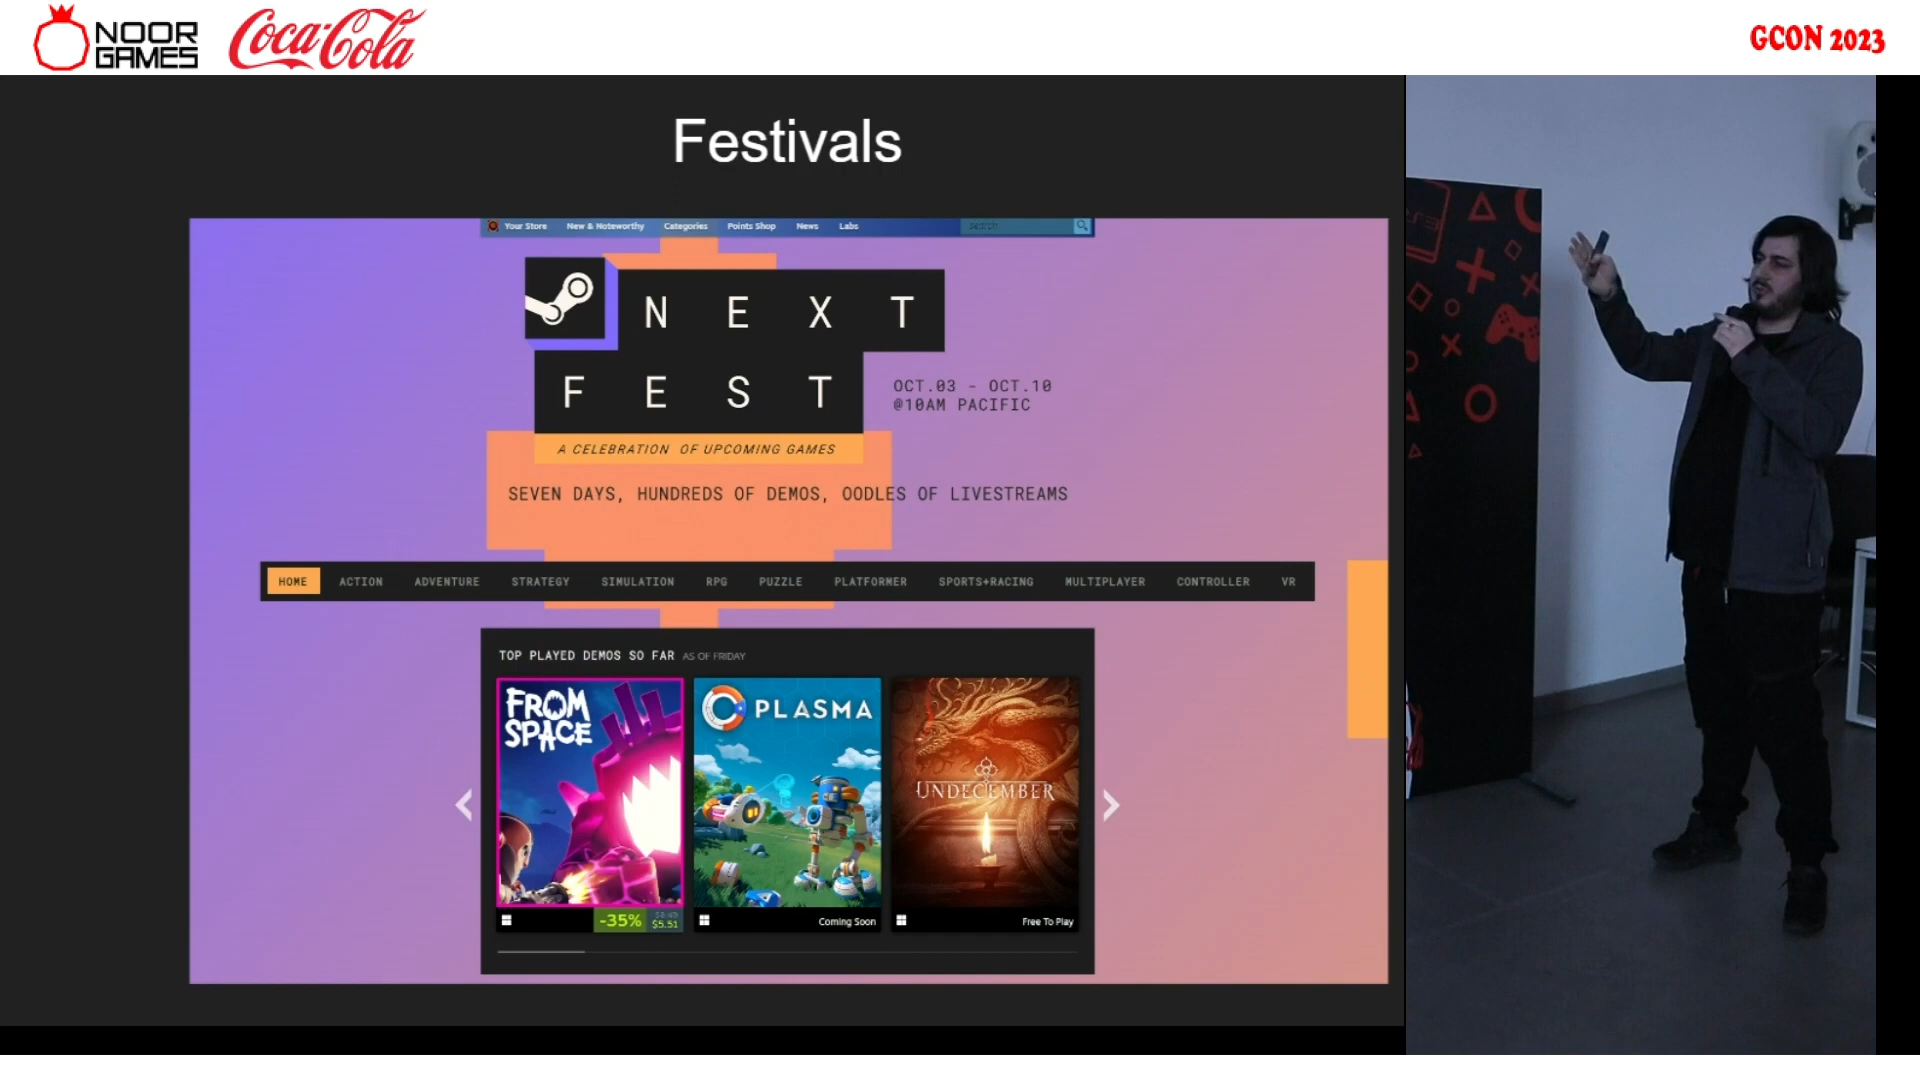 NOOR
GAMES
Coca-Cola
GCON 2023
Festivals
Your Store New & Noteworthy Categories Points Shop News Labs search
NEXT
FEST
OCT.03 - OCT.10
@10AM PACIFIC
A CELEBRATION OF UPCOMING GAMES
SEVEN DAYS, HUNDREDS OF DEMOS, OODLES OF LIVESTREAMS
HOME ACTION ADVENTURE STRATEGY SIMULATION RPG PUZZLE PLATFORMER SPORTS+RACING MULTIPLAYER CONTROLLER VR
TOP PLAYED DEMOS SO FAR AS OF FRIDAY
FROM
SPACE
PLASMA
UNDECEMBER
-35%
$5.51
Coming Soon
Free To Play